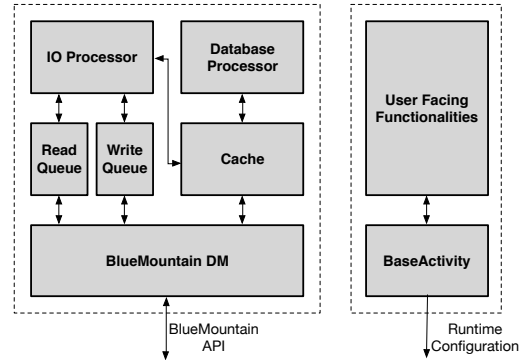 IO Processor
Database
Processor
User Facing
Functionalities
Read
Queue
Write
Queue
Cache
BlueMountain DM
BaseActivity
BlueMountain
API
Runtime
Configuration